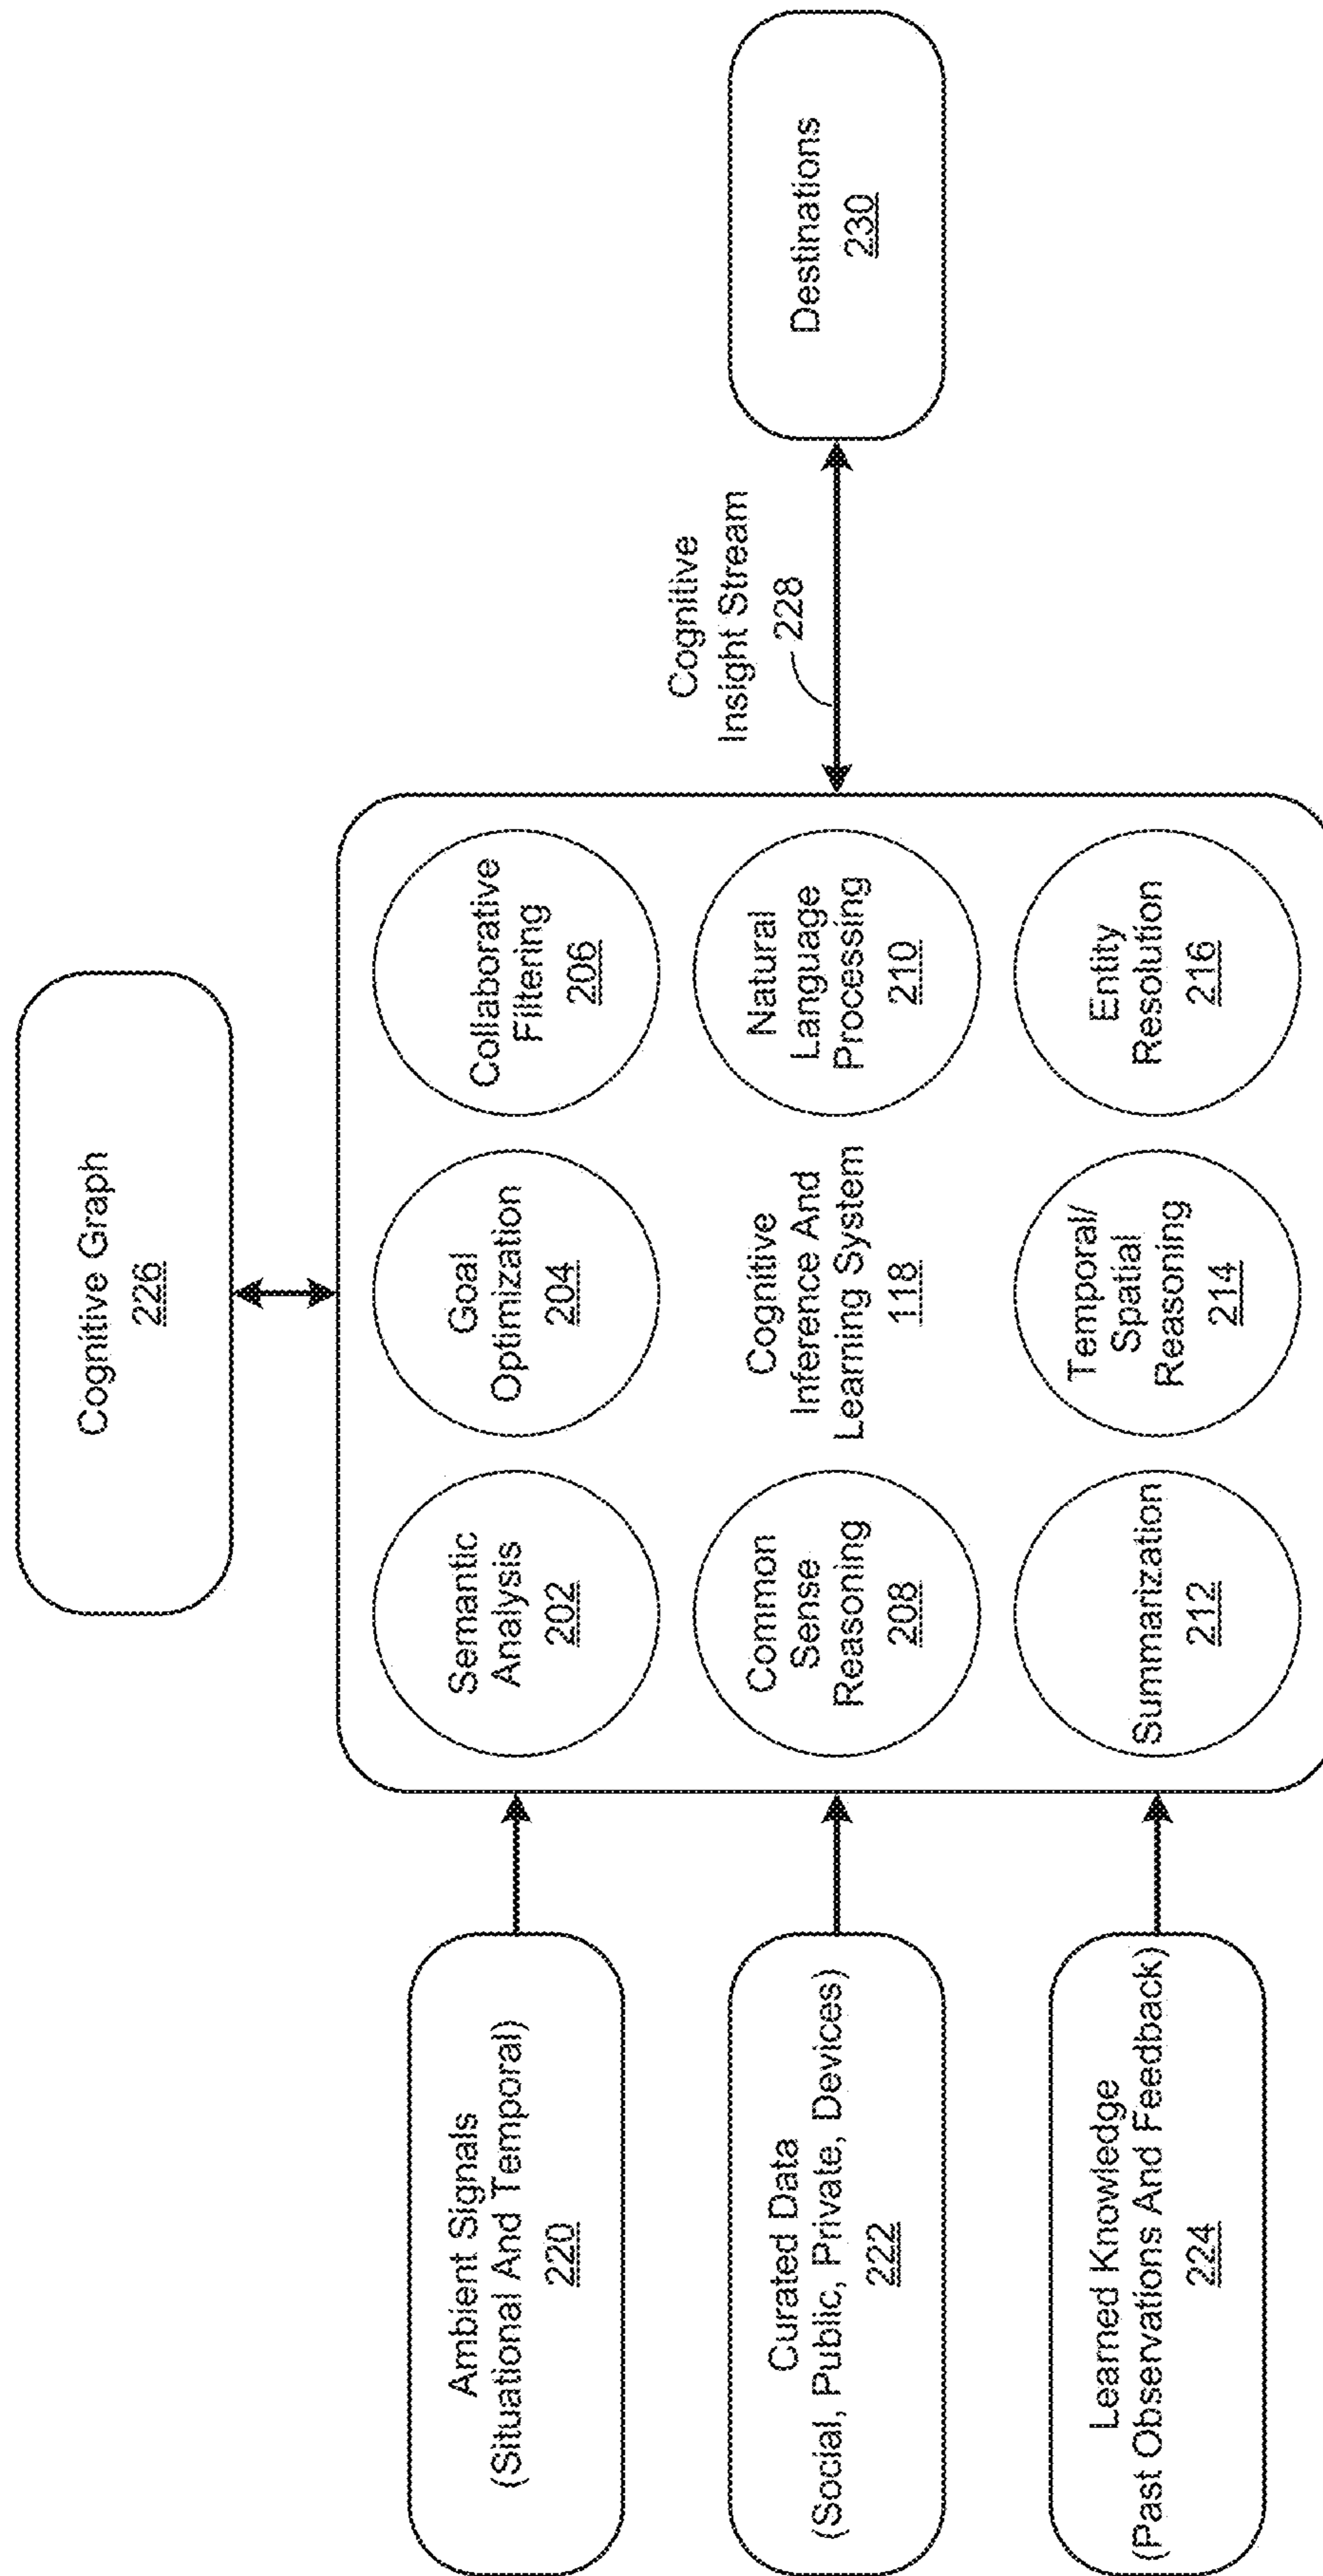 Cognitive Graph
226
Ambient Signals
(Situational And Temporal)
220
Curated Data
(Social, Public, Private, Devices)
222
Learned Knowledge
(Past Observations And Feedback)
224
Semantic
Analysis
202
Goal
Optimization
204
Collaborative
Filtering
206
Common
Sense
Reasoning
208
Cognitive
Inference And
Learning System
118
Natural
Language
Processing
210
Summarization
212
Temporal/
Spatial
Reasoning
214
Entity
Resolution
216
Cognitive
Insight Stream
228
Destinations
230